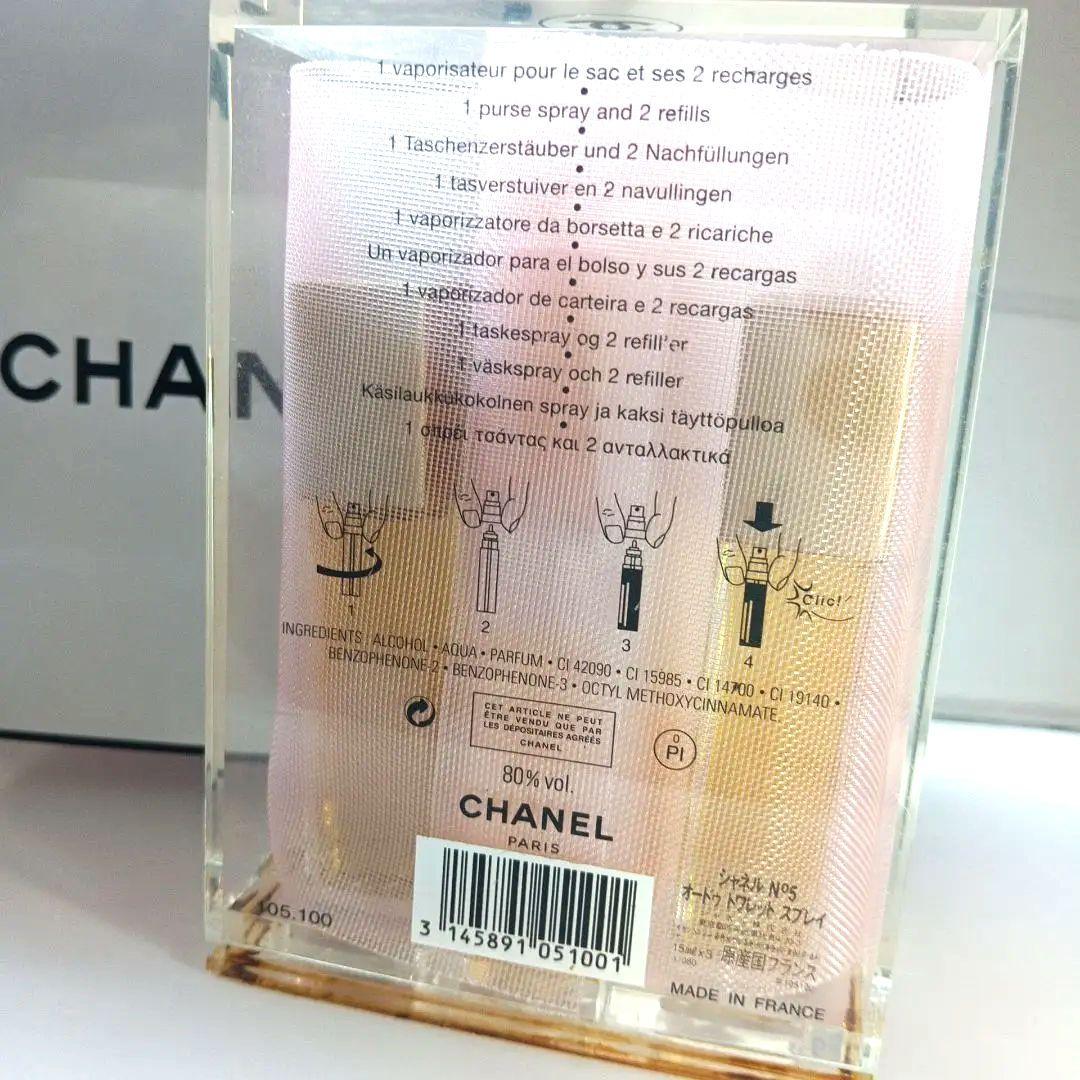 CHAN
1 vaporisateur pour le sac et ses 2 recharges
1 purse spray and 2 refills
1 Taschenzerstäuber und 2 Nachfüllungen
1 tasverstuiver en 2 navullingen
1 vaporizzatore da borsetta e 2 ricariche
Un vaporizador para el bolso y sus 2 recargas
1 vaporizador de carteira e 2 recargas
1 taskespray og 2 refill'er
1 väskspray och 2 refiller
Käsilaukkukokolnen spray ja kaksi täyttöpulloa
1 σπρέι τσάντας και 2 ανταλλακτικά
Clic!
1 2 3 4
INGREDIENTS ALCOHOL • AQUA • PARFUM • CI 42090 • CI 15985 • CI 14700 • CI 19140 •
BENZOPHENONE-2 • BENZOPHENONE-3 • OCTYL METHOXYCINNAMATE
CET ARTICLE NE PEUT
ÊTRE VENDU QUE PAR
LES DÉPOSITAIRES AGRÉÉS
CHANEL
0
PI
80% vol.
CHANEL
PARIS
105.100
3 145891 051001
シャネル Nº5
オードゥ トワレット スプレイ
15ml×3 原産国フランス
MADE IN FRANCE